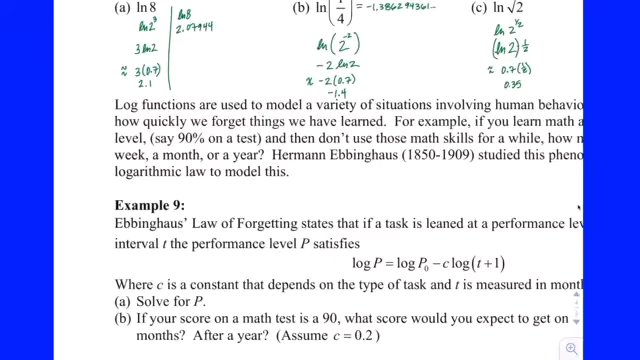 (a) ln 8
ln 2³
3 ln 2
≈ 3(0.7)
2.1
ln 8
2.07944
(b) ln(1/4) = -1.386294361...
ln(2⁻²)
-2 ln 2
≈ -2(0.7)
-1.4
(c) ln √2
ln 2^(1/2)
(ln 2) 1/2
≈ 0.7(1/2)
0.35
Log functions are used to model a variety of situations involving human behavio
how quickly we forget things we have learned. For example, if you learn math a
level, (say 90% on a test) and then don't use those math skills for a while, how m
week, a month, or a year? Hermann Ebbinghaus (1850-1909) studied this pheno
logarithmic law to model this.
Example 9:
Ebbinghaus' Law of Forgetting states that if a task is leaned at a performance lev
interval t the performance level P satisfies
log P = log P₀ − c log(t + 1)
Where c is a constant that depends on the type of task and t is measured in month
(a) Solve for P.
(b) If your score on a math test is a 90, what score would you expect to get on
months? After a year? (Assume c = 0.2)